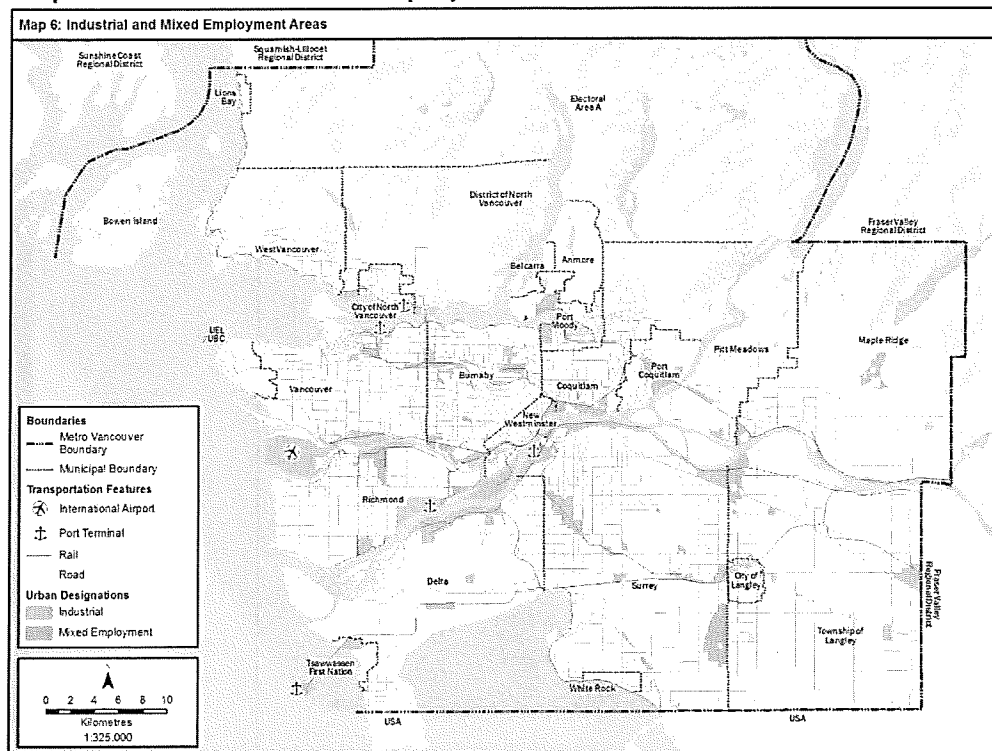 Map 6: Industrial and Mixed Employment Areas
Sunshine Coast
Regional District
Squamish-Lillooet
Regional District
Lions
Bay
Electoral
Area A
Bowen Island
District of North
Vancouver
Fraser Valley
Regional District
West Vancouver
Belcarra
Anmore
City of North
Vancouver
Port
Moody
UEL
UBC
Pitt Meadows
Maple Ridge
Vancouver
Burnaby
Coquitlam
Port
Coquitlam
New
Westminster
Richmond
Delta
Surrey
City of
Langley
Fraser Valley
Regional District
Township of
Langley
Tsawwassen
First Nation
White Rock
USA
USA
Boundaries
Metro Vancouver
Boundary
Municipal Boundary
Transportation Features
International Airport
Port Terminal
Rail
Road
Urban Designations
Industrial
Mixed Employment
0 2 4 6 8 10
Kilometres
1:325,000